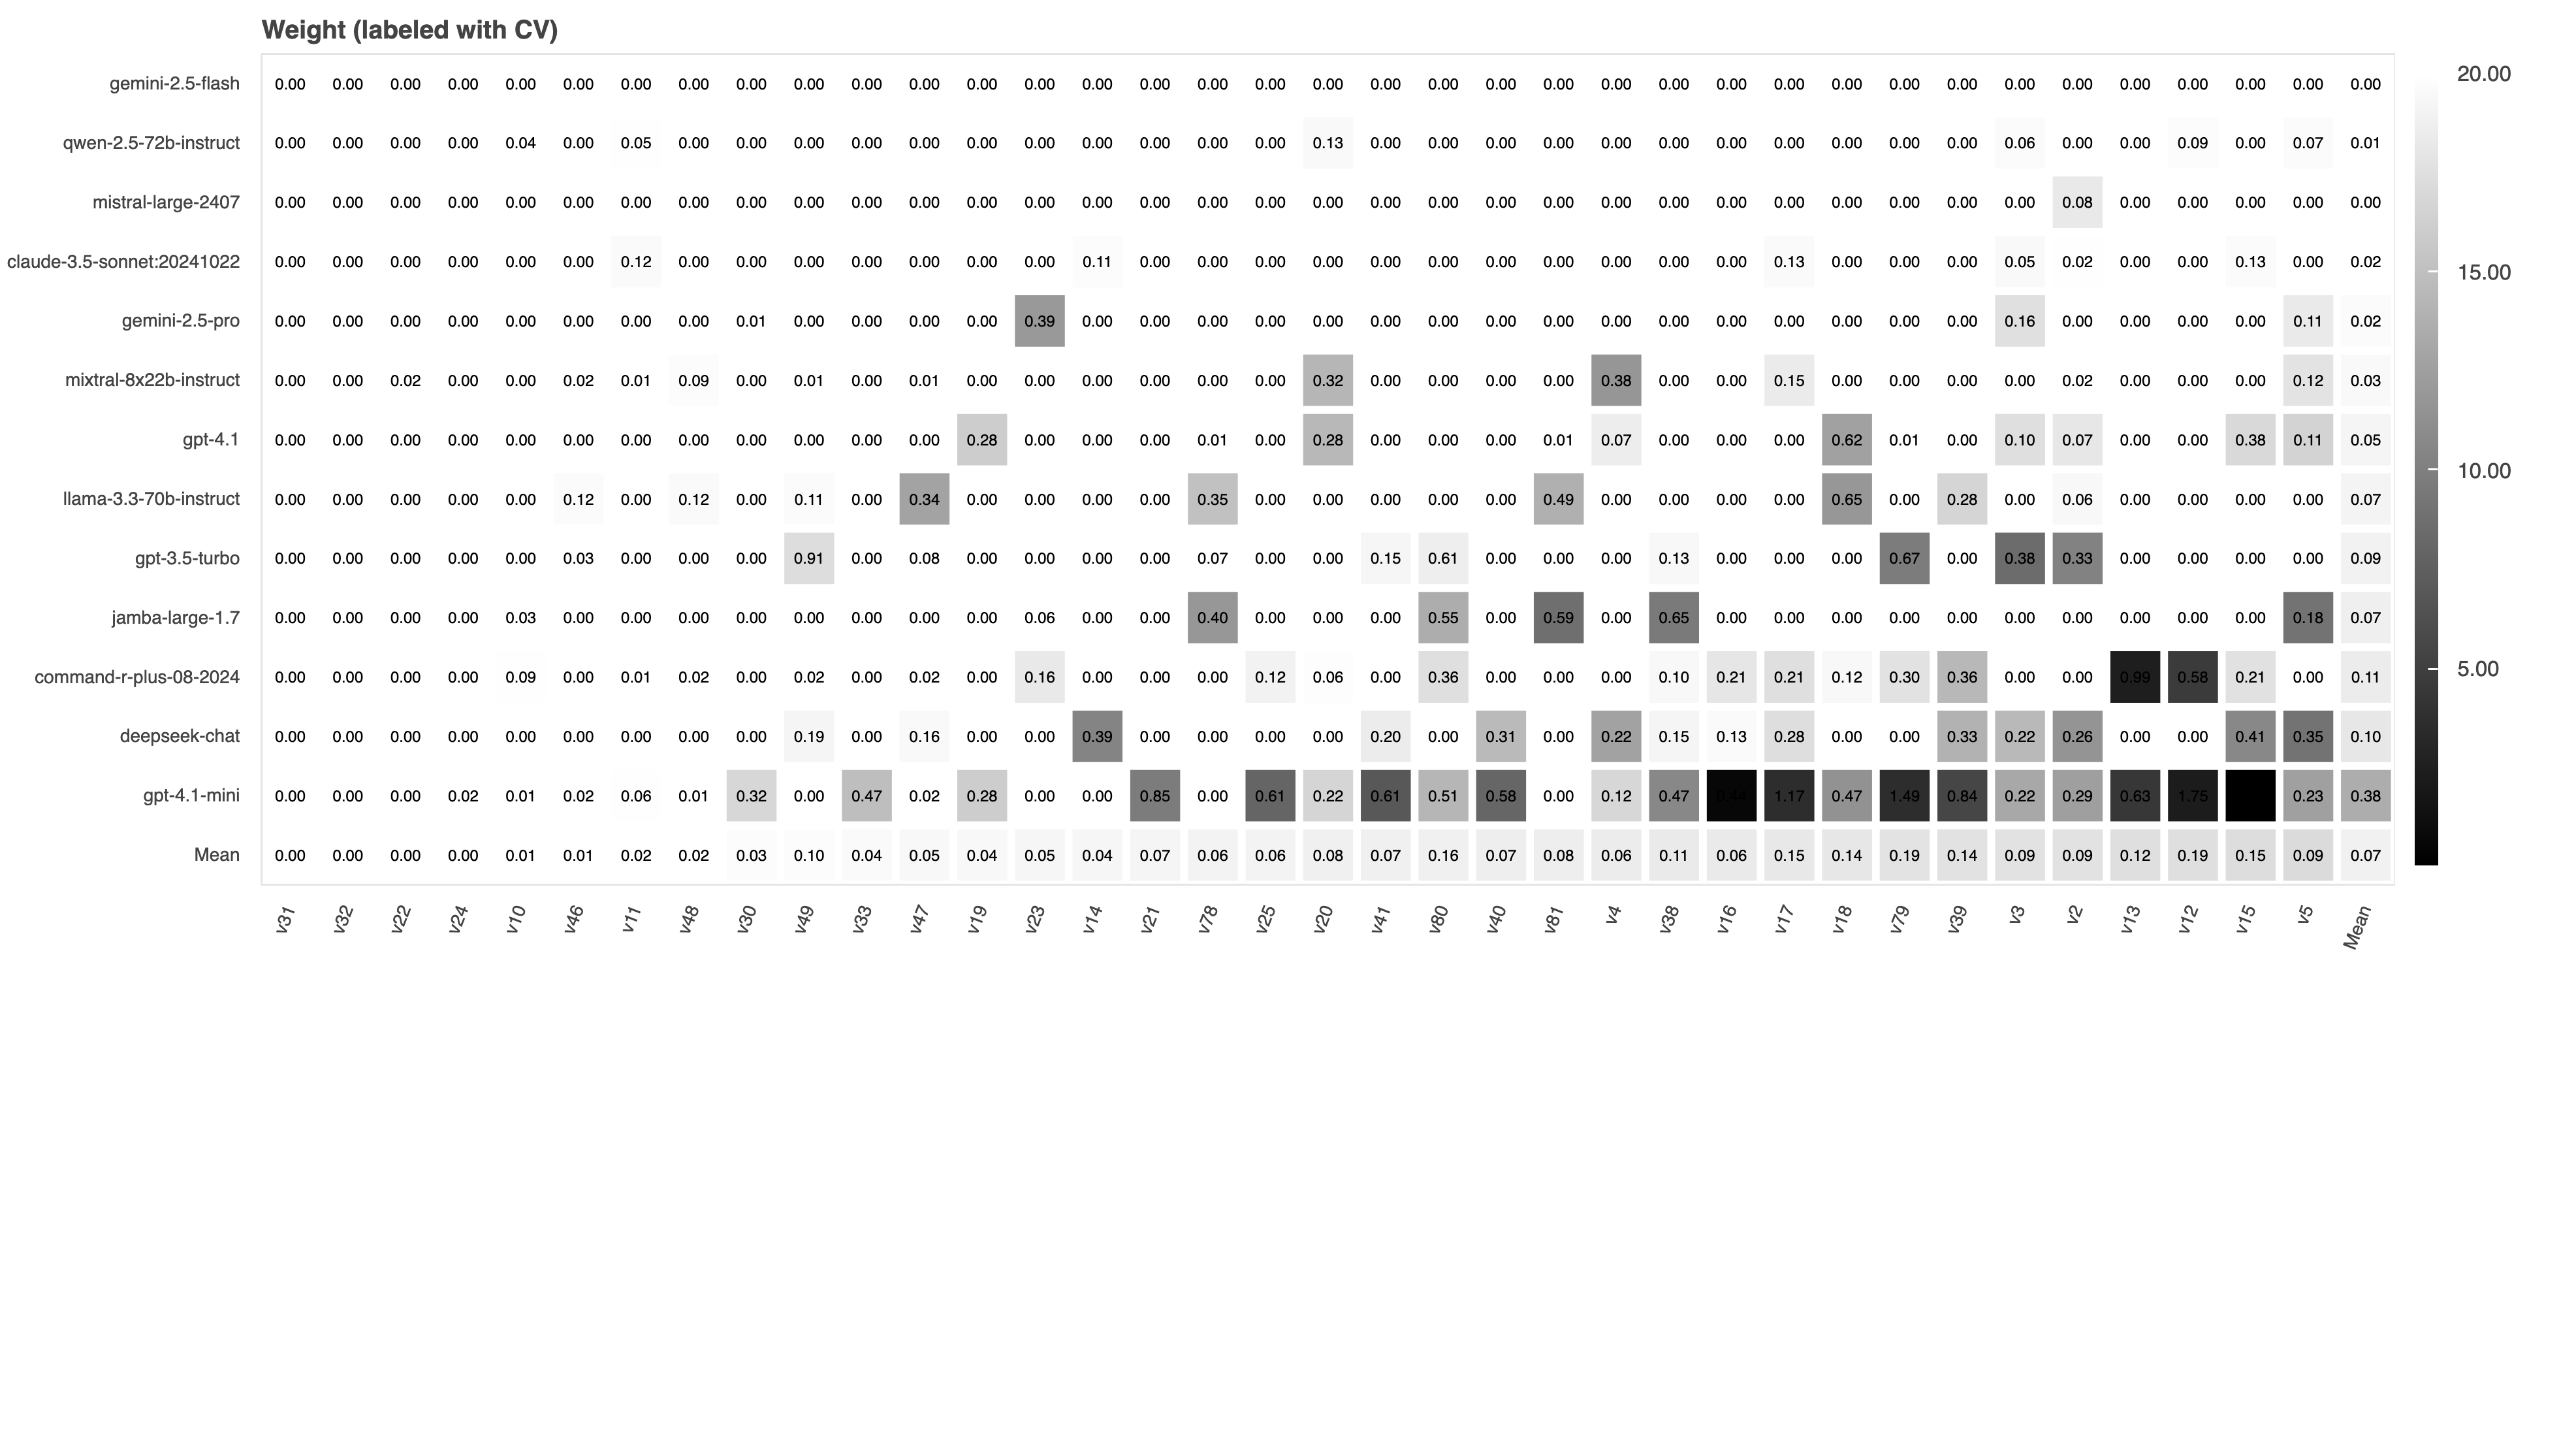 Weight (labeled with CV)
gemini-2.5-flash 0.00 0.00 0.00 0.00 0.00 0.00 0.00 0.00 0.00 0.00 0.00 0.00 0.00 0.00 0.00 0.00 0.00 0.00 0.00 0.00 0.00 0.00 0.00 0.00 0.00 0.00 0.00 0.00 0.00 0.00 0.00 0.00 0.00 0.00 0.00 0.00 0.00
qwen-2.5-72b-instruct 0.00 0.00 0.00 0.00 0.04 0.00 0.05 0.00 0.00 0.00 0.00 0.00 0.00 0.00 0.00 0.00 0.00 0.00 0.13 0.00 0.00 0.00 0.00 0.00 0.00 0.00 0.00 0.00 0.00 0.00 0.06 0.00 0.00 0.09 0.00 0.07 0.01
mistral-large-2407 0.00 0.00 0.00 0.00 0.00 0.00 0.00 0.00 0.00 0.00 0.00 0.00 0.00 0.00 0.00 0.00 0.00 0.00 0.00 0.00 0.00 0.00 0.00 0.00 0.00 0.00 0.00 0.00 0.00 0.00 0.00 0.08 0.00 0.00 0.00 0.00 0.00
claude-3.5-sonnet:20241022 0.00 0.00 0.00 0.00 0.00 0.00 0.12 0.00 0.00 0.00 0.00 0.00 0.00 0.00 0.11 0.00 0.00 0.00 0.00 0.00 0.00 0.00 0.00 0.00 0.00 0.00 0.13 0.00 0.00 0.00 0.05 0.02 0.00 0.00 0.13 0.00 0.02
gemini-2.5-pro 0.00 0.00 0.00 0.00 0.00 0.00 0.00 0.00 0.01 0.00 0.00 0.00 0.00 0.39 0.00 0.00 0.00 0.00 0.00 0.00 0.00 0.00 0.00 0.00 0.00 0.00 0.00 0.00 0.00 0.00 0.16 0.00 0.00 0.00 0.00 0.11 0.02
mixtral-8x22b-instruct 0.00 0.00 0.02 0.00 0.00 0.02 0.01 0.09 0.00 0.01 0.00 0.01 0.00 0.00 0.00 0.00 0.00 0.00 0.32 0.00 0.00 0.00 0.00 0.38 0.00 0.00 0.15 0.00 0.00 0.00 0.00 0.02 0.00 0.00 0.00 0.12 0.03
gpt-4.1 0.00 0.00 0.00 0.00 0.00 0.00 0.00 0.00 0.00 0.00 0.00 0.00 0.28 0.00 0.00 0.00 0.01 0.00 0.28 0.00 0.00 0.00 0.01 0.07 0.00 0.00 0.00 0.62 0.01 0.00 0.10 0.07 0.00 0.00 0.38 0.11 0.05
llama-3.3-70b-instruct 0.00 0.00 0.00 0.00 0.00 0.12 0.00 0.12 0.00 0.11 0.00 0.34 0.00 0.00 0.00 0.00 0.35 0.00 0.00 0.00 0.00 0.00 0.49 0.00 0.00 0.00 0.00 0.65 0.00 0.28 0.00 0.06 0.00 0.00 0.00 0.00 0.07
gpt-3.5-turbo 0.00 0.00 0.00 0.00 0.00 0.03 0.00 0.00 0.00 0.91 0.00 0.08 0.00 0.00 0.00 0.00 0.07 0.00 0.00 0.15 0.61 0.00 0.00 0.00 0.13 0.00 0.00 0.00 0.67 0.00 0.38 0.33 0.00 0.00 0.00 0.00 0.09
jamba-large-1.7 0.00 0.00 0.00 0.00 0.03 0.00 0.00 0.00 0.00 0.00 0.00 0.00 0.00 0.06 0.00 0.00 0.40 0.00 0.00 0.00 0.55 0.00 0.59 0.00 0.65 0.00 0.00 0.00 0.00 0.00 0.00 0.00 0.00 0.00 0.00 0.18 0.07
command-r-plus-08-2024 0.00 0.00 0.00 0.00 0.09 0.00 0.01 0.02 0.00 0.02 0.00 0.02 0.00 0.16 0.00 0.00 0.00 0.12 0.06 0.00 0.36 0.00 0.00 0.00 0.10 0.21 0.21 0.12 0.30 0.36 0.00 0.00 0.99 0.58 0.21 0.00 0.11
deepseek-chat 0.00 0.00 0.00 0.00 0.00 0.00 0.00 0.00 0.00 0.19 0.00 0.16 0.00 0.00 0.39 0.00 0.00 0.00 0.00 0.20 0.00 0.31 0.00 0.22 0.15 0.13 0.28 0.00 0.00 0.33 0.22 0.26 0.00 0.00 0.41 0.35 0.10
gpt-4.1-mini 0.00 0.00 0.00 0.02 0.01 0.02 0.06 0.01 0.32 0.00 0.47 0.02 0.28 0.00 0.00 0.85 0.00 0.61 0.22 0.61 0.51 0.58 0.00 0.12 0.47 1.17 0.47 1.49 0.84 0.22 0.29 0.63 1.75 0.23 0.38
Mean 0.00 0.00 0.00 0.00 0.01 0.01 0.02 0.02 0.03 0.10 0.04 0.05 0.04 0.05 0.04 0.07 0.06 0.06 0.08 0.07 0.16 0.07 0.08 0.06 0.11 0.06 0.15 0.14 0.19 0.14 0.09 0.09 0.12 0.19 0.15 0.09 0.07
v31 v32 v22 v24 v10 v46 v11 v48 v30 v49 v33 v47 v19 v23 v14 v21 v78 v25 v20 v41 v80 v40 v81 v4 v38 v16 v17 v18 v79 v39 v3 v2 v13 v12 v15 v5 Mean
20.00
15.00
10.00
5.00